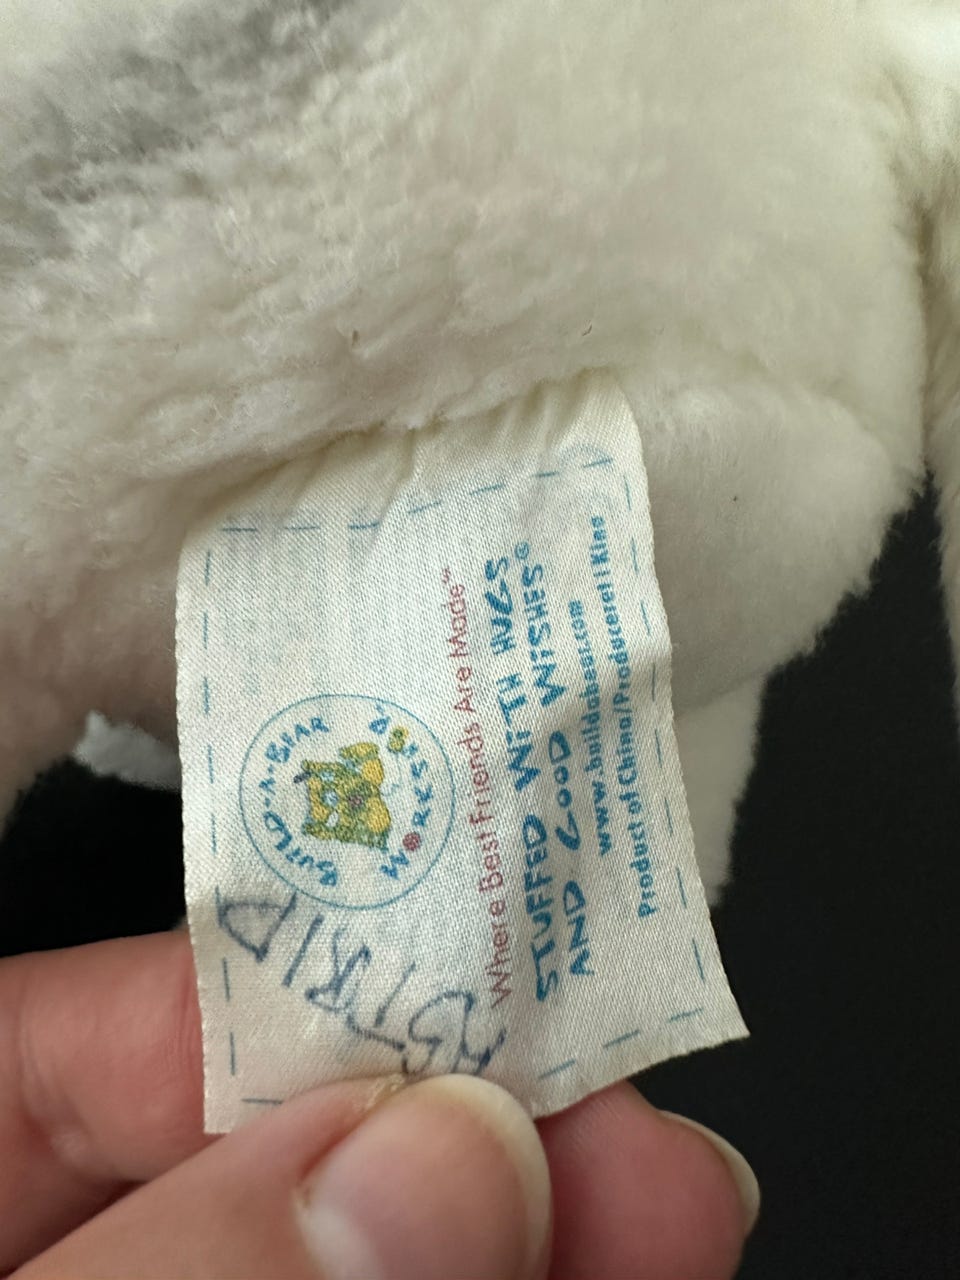 BUILD-A-BEAR
WORKSHOP
Where Best Friends Are Made™
STUFFED WITH HUGS
AND GOOD WISHES®
www.buildabear.com
Product of China/Produceret i Kina